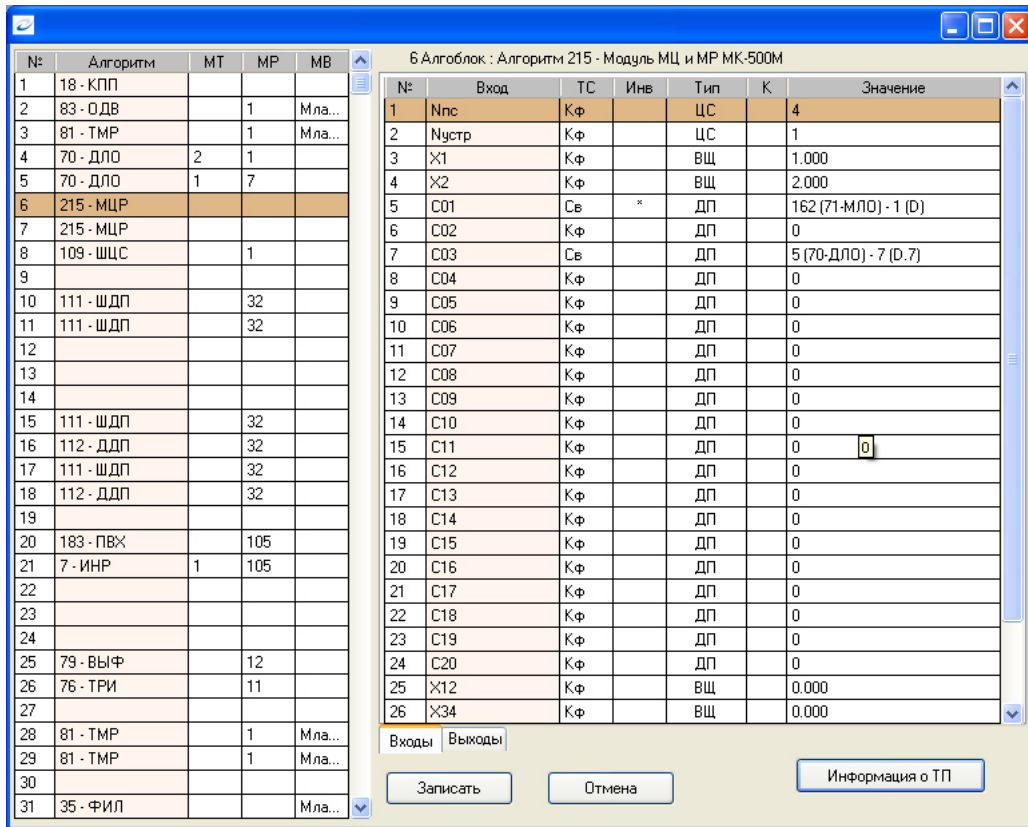 6 Алгоблок : Алгоритм 215 - Модуль МЦ и МР МК-500М
№ Алгоритм МТ МР МВ
1 18 - КПП
2 83 - ОДВ 1 Мла...
3 81 - ТМР 1 Мла...
4 70 - ДЛО 2 1
5 70 - ДЛО 1 7
6 215 - МЦР
7 215 - МЦР
8 109 - ШЦС 1
9
10 111 - ШДП 32
11 111 - ШДП 32
12
13
14
15 111 - ШДП 32
16 112 - ДДП 32
17 111 - ШДП 32
18 112 - ДДП 32
19
20 183 - ПВХ 105
21 7 - ИНР 1 105
22
23
24
25 79 - ВЫФ 12
26 76 - ТРИ 11
27
28 81 - ТМР 1 Мла...
29 81 - ТМР 1 Мла...
30
31 35 - ФИЛ Мла...
№ Вход ТС Инв Тип К Значение
1 Nпс Кф ЦС 4
2 Nустр Кф ЦС 1
3 X1 Кф ВЩ 1.000
4 X2 Кф ВЩ 2.000
5 C01 Св * ДП 162 (71-МЛО) - 1 (D)
6 C02 Кф ДП 0
7 C03 Св ДП 5 (70-ДЛО) - 7 (D.7)
8 C04 Кф ДП 0
9 C05 Кф ДП 0
10 C06 Кф ДП 0
11 C07 Кф ДП 0
12 C08 Кф ДП 0
13 C09 Кф ДП 0
14 C10 Кф ДП 0
15 C11 Кф ДП 0 0
16 C12 Кф ДП 0
17 C13 Кф ДП 0
18 C14 Кф ДП 0
19 C15 Кф ДП 0
20 C16 Кф ДП 0
21 C17 Кф ДП 0
22 C18 Кф ДП 0
23 C19 Кф ДП 0
24 C20 Кф ДП 0
25 X12 Кф ВЩ 0.000
26 X34 Кф ВЩ 0.000
Входы Выходы
Записать Отмена Информация о ТП